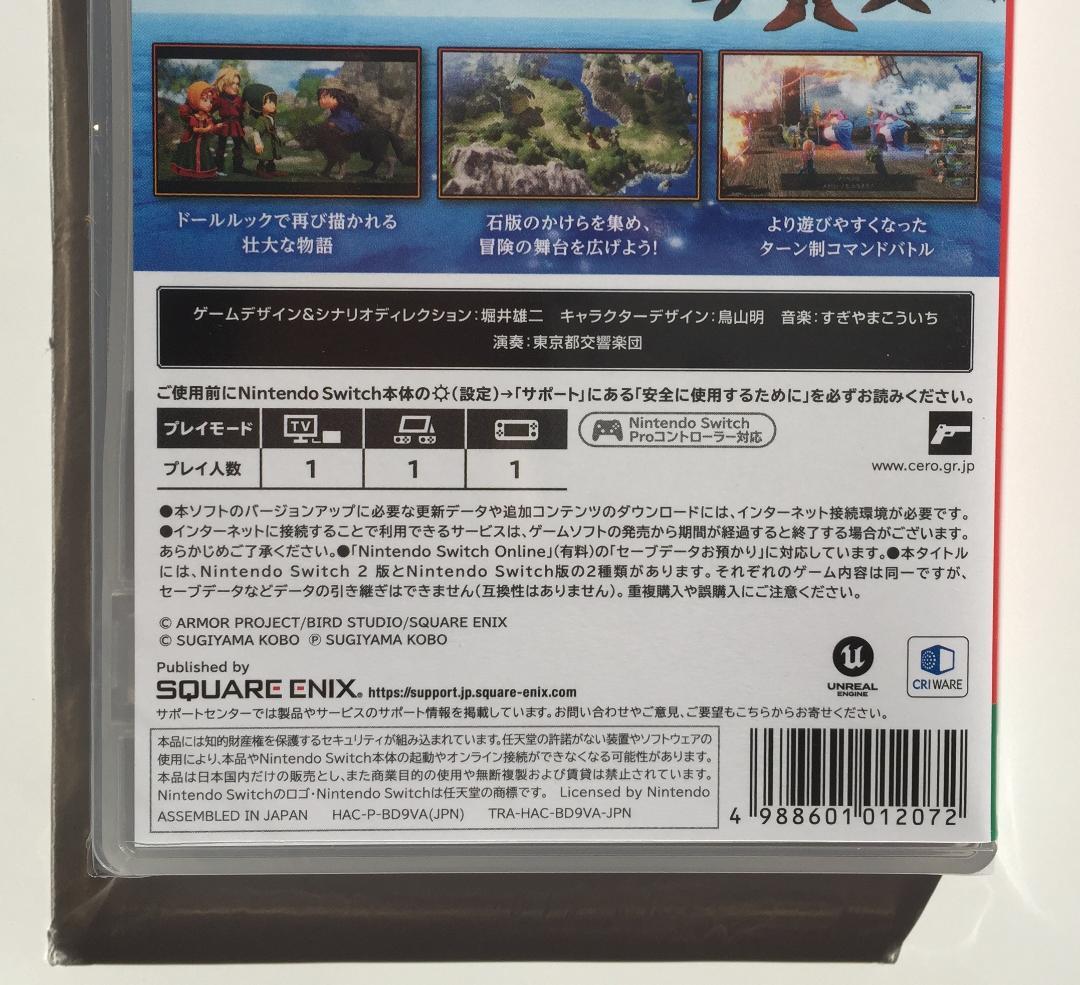 ドールルックで再び描かれる
壮大な物語
石版のかけらを集め、
冒険の舞台を広げよう!
より遊びやすくなった
ターン制コマンドバトル
ゲームデザイン&シナリオディレクション:堀井雄二 キャラクターデザイン:鳥山明 音楽:すぎやまこういち
演奏:東京都交響楽団
ご使用前にNintendo Switch本体の(設定)→「サポート」にある「安全に使用するために」を必ずお読みください。
プレイモード TV
プレイ人数 1 1 1
Nintendo Switch
Proコントローラー対応
www.cero.gr.jp
●本ソフトのバージョンアップに必要な更新データや追加コンテンツのダウンロードには、インターネット接続環境が必要です。
●インターネットに接続することで利用できるサービスは、ゲームソフトの発売から期間が経過すると終了する場合がございます。
あらかじめご了承ください。●「Nintendo Switch Online」(有料)の「セーブデータお預かり」に対応しています。●本タイトル
には、Nintendo Switch 2 版とNintendo Switch版の2種類があります。それぞれのゲーム内容は同一ですが、
セーブデータなどデータの引き継ぎはできません(互換性はありません)。重複購入や誤購入にご注意ください。
© ARMOR PROJECT/BIRD STUDIO/SQUARE ENIX
© SUGIYAMA KOBO ℗ SUGIYAMA KOBO
Published by
SQUARE ENIX. https://support.jp.square-enix.com
UNREAL
ENGINE
CRIWARE
サポートセンターでは製品やサービスのサポート情報を掲載しています。お問い合わせやご意見、ご要望もこちらからお寄せください。
本品には知的財産権を保護するセキュリティが組み込まれています。任天堂の許諾がない装置やソフトウェアの
使用により、本品やNintendo Switch本体の起動やオンライン接続ができなくなる可能性があります。
本品は日本国内だけの販売とし、また商業目的の使用や無断複製および賃貸は禁止されています。
Nintendo Switchのロゴ・Nintendo Switchは任天堂の商標です。 Licensed by Nintendo
ASSEMBLED IN JAPAN HAC-P-BD9VA(JPN) TRA-HAC-BD9VA-JPN
4 988601 012072